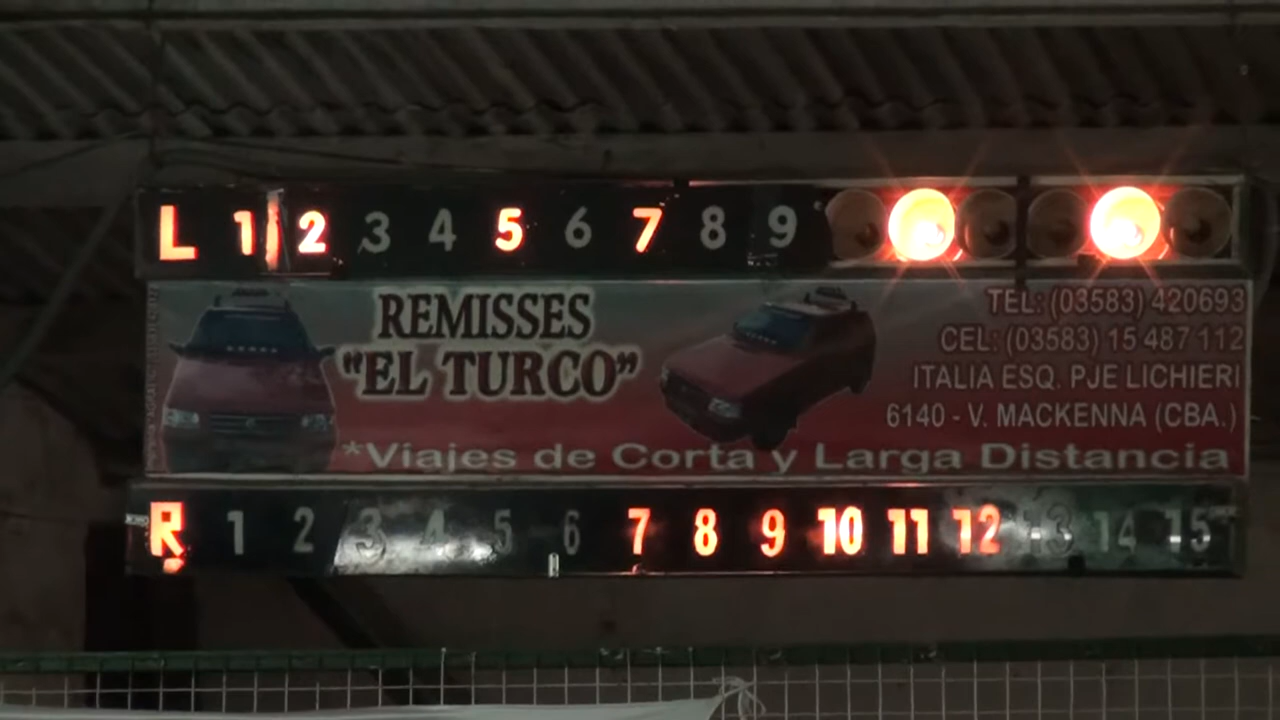 L 1 2 3 4 5 6 7 8 9
REMISSES
"EL TURCO"
TEL: (03583) 420693
CEL: (03583) 15 487 112
ITALIA ESQ. PJE LICHIERI
6140 - V. MACKENNA (CBA.)
*Viajes de Corta y Larga Distancia
R 1 2 3 4 5 6 7 8 9 10 11 12 13 14 15